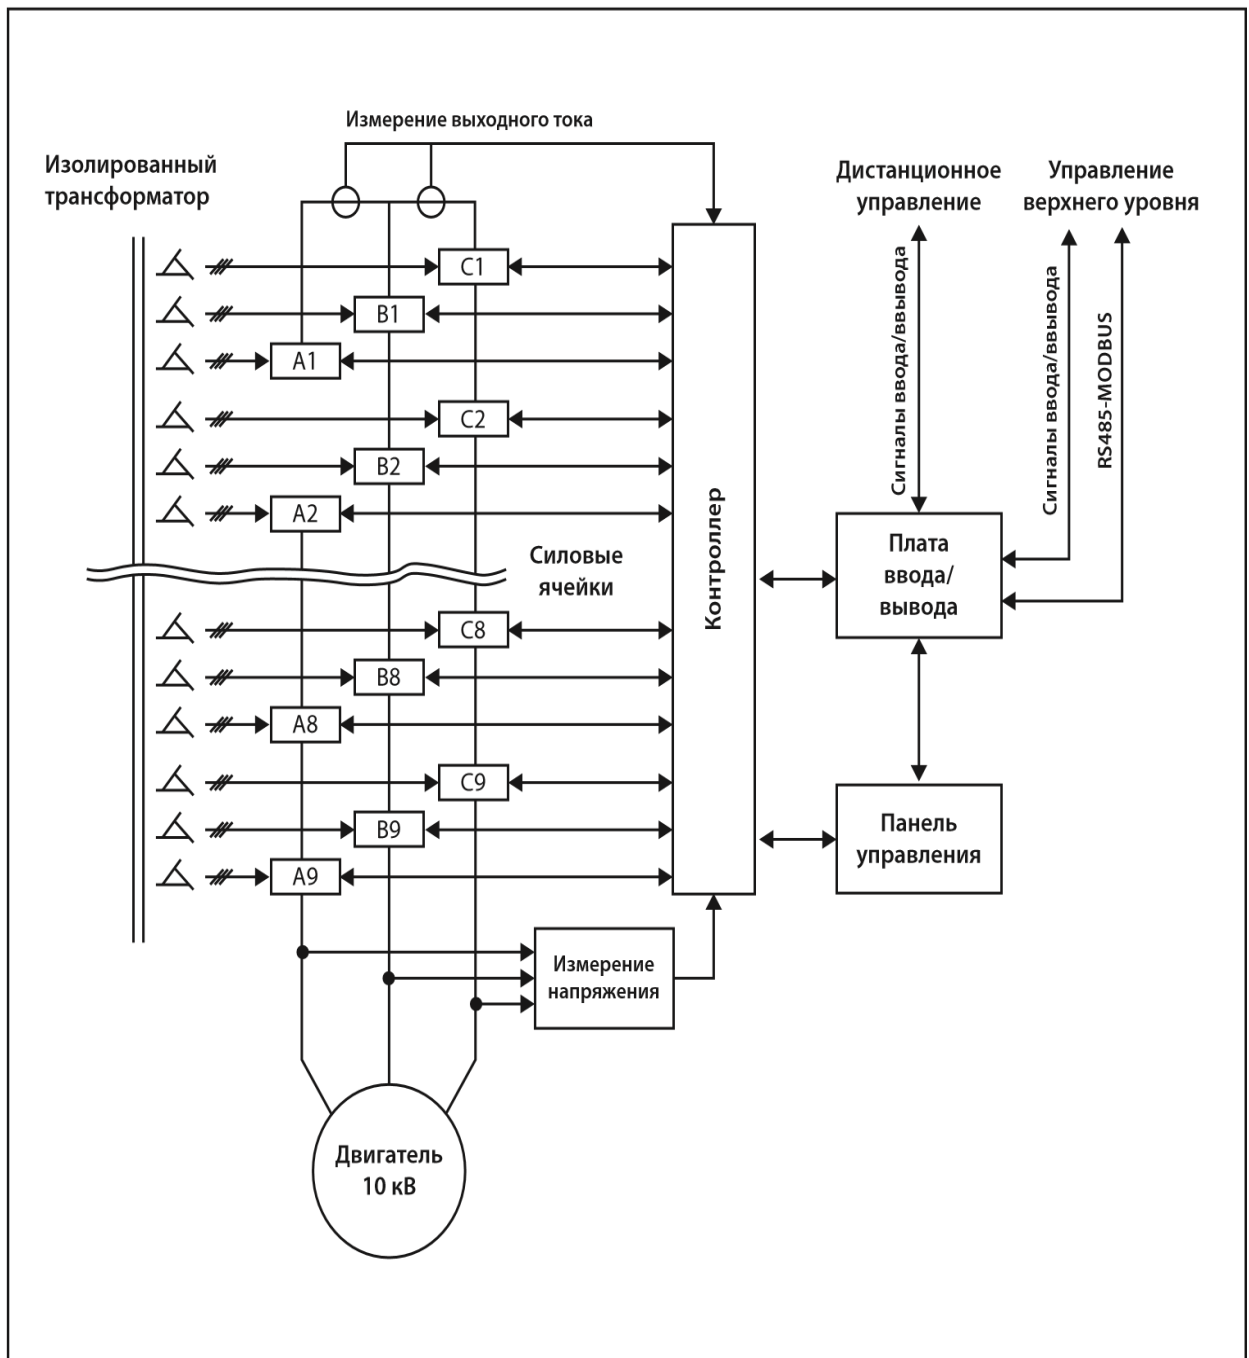 Измерение выходного тока
Изолированный
трансформатор
Дистанционное
управление
Управление
верхнего уровня
Сигналы ввода/ввывода
Сигналы ввода/ввывода
RS485-MODBUS
C1
B1
A1
C2
B2
A2
Силовые
ячейки
Контроллер
Плата
ввода/
вывода
C8
B8
A8
C9
B9
A9
Панель
управления
Измерение
напряжения
Двигатель
10 кВ